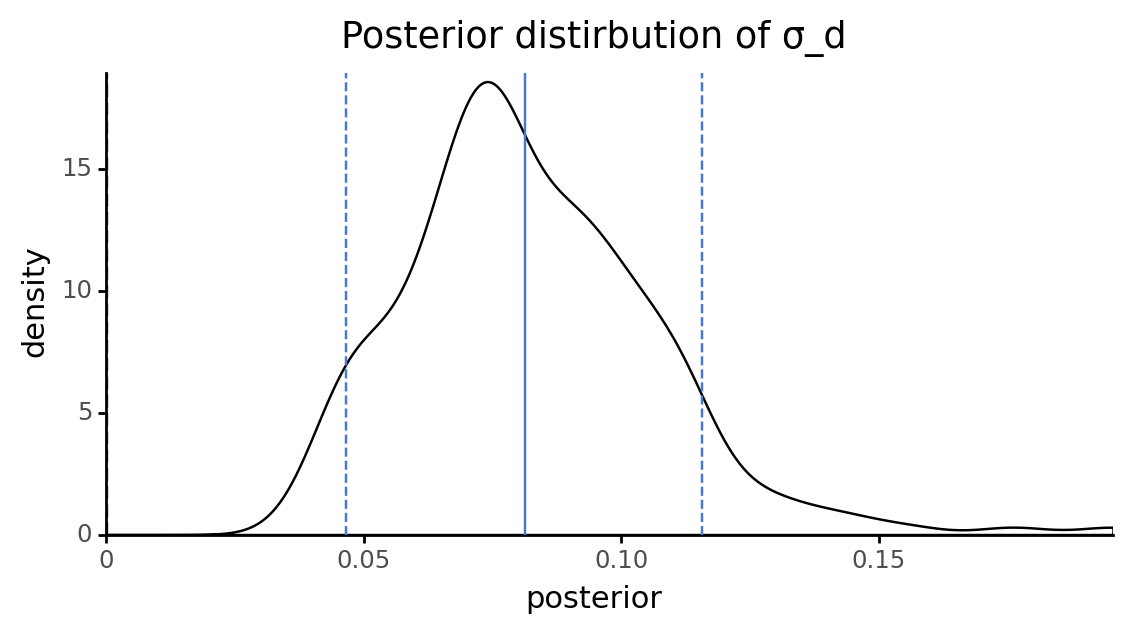 Posterior distirbution of σ_d
density
15
10
5
0
0 0.05 0.10 0.15
posterior